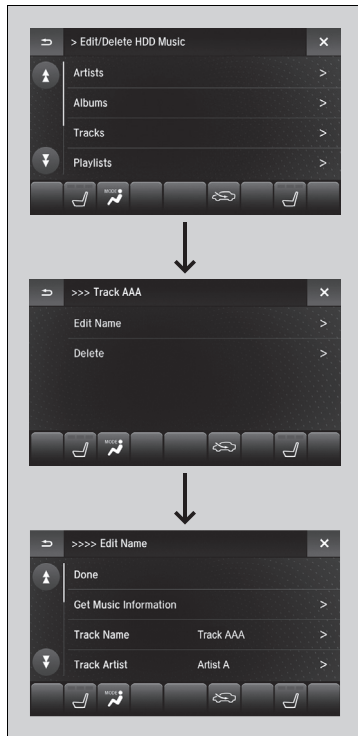 > Edit/Delete HDD Music
Artists >
Albums >
Tracks >
Playlists >
MODE
>>> Track AAA
Edit Name >
Delete >
MODE
>>>> Edit Name
Done
Get Music Information >
Track Name Track AAA >
Track Artist Artist A >
MODE